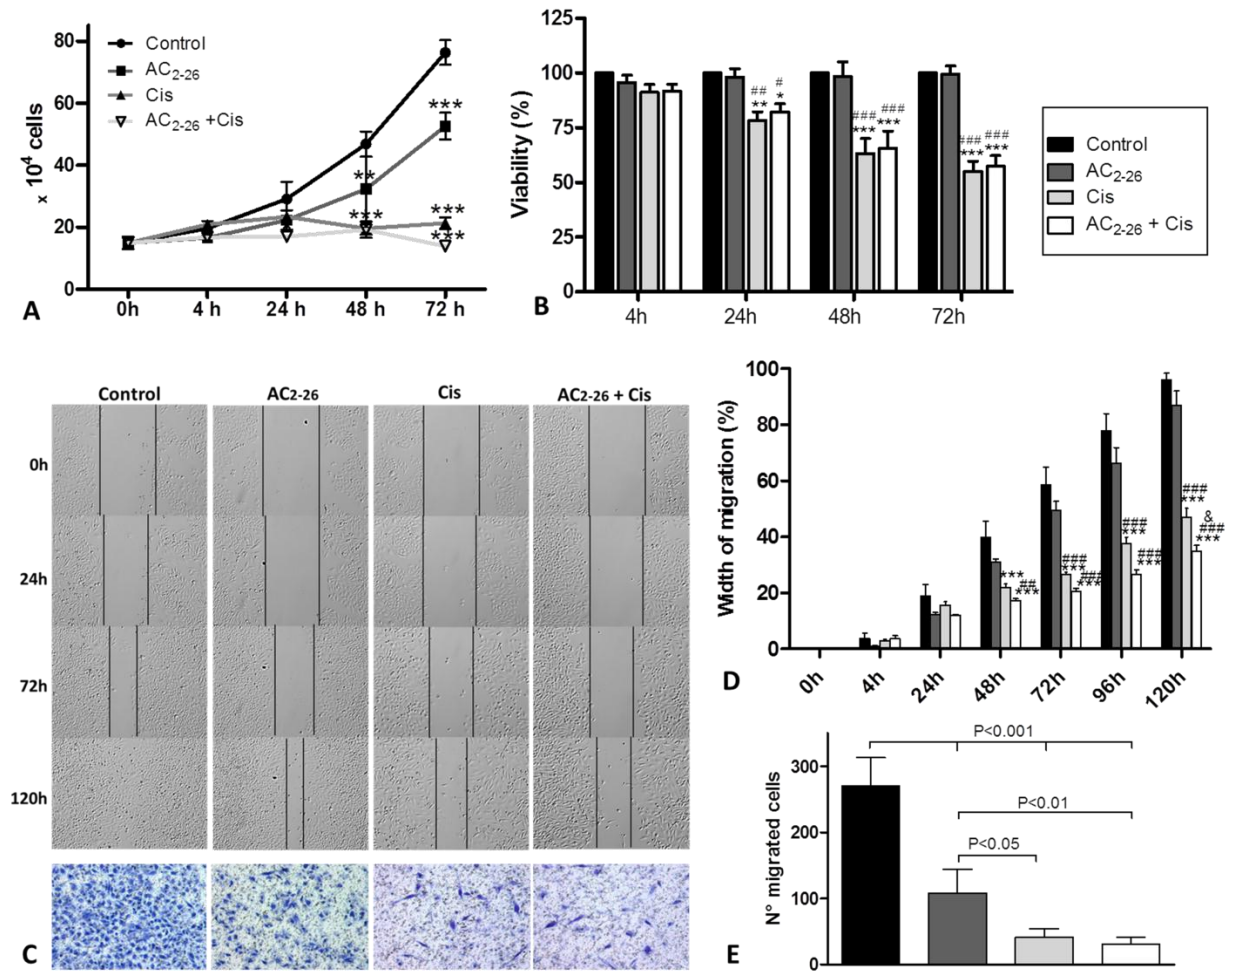 80
60
40
20
0
x 10⁴ cells
Control
AC₂₋₂₆
Cis
AC₂₋₂₆ +Cis
***
**
***
***
***
0h 4 h 24 h 48 h 72 h
A
125
100
75
50
25
0
Viability (%)
##
**
#
*
###
***
###
***
###
***
###
***
4h 24h 48h 72h
B
Control
AC₂₋₂₆
Cis
AC₂₋₂₆ + Cis
Control AC₂₋₂₆ Cis AC₂₋₂₆ + Cis
0h
24h
72h
120h
C
100
80
60
40
20
0
Width of migration (%)
***
##
***
###
***
###
***
###
***
###
***
###
***
&
###
***
0h 4h 24h 48h 72h 96h 120h
D
P<0.001
P<0.01
P<0.05
300
200
100
0
N° migrated cells
E